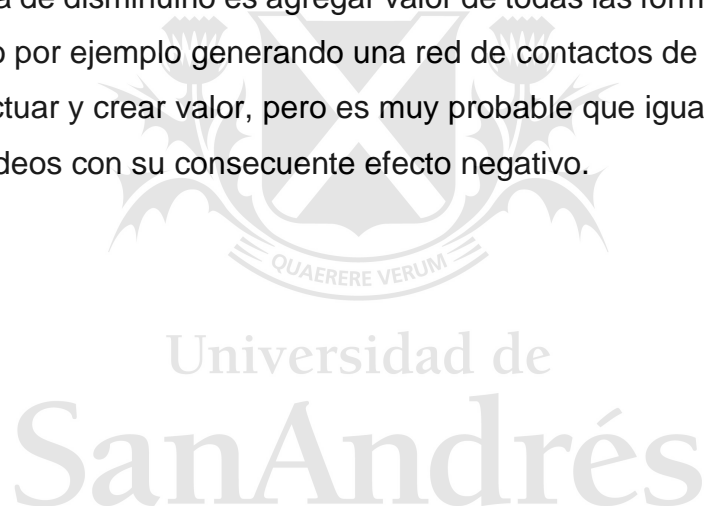 a de disminuirlo es agregar valor de todas las form
o por ejemplo generando una red de contactos de
ctuar y crear valor, pero es muy probable que igua
deos con su consecuente efecto negativo.
QUAERERE VERUM
Universidad de
SanAndrés